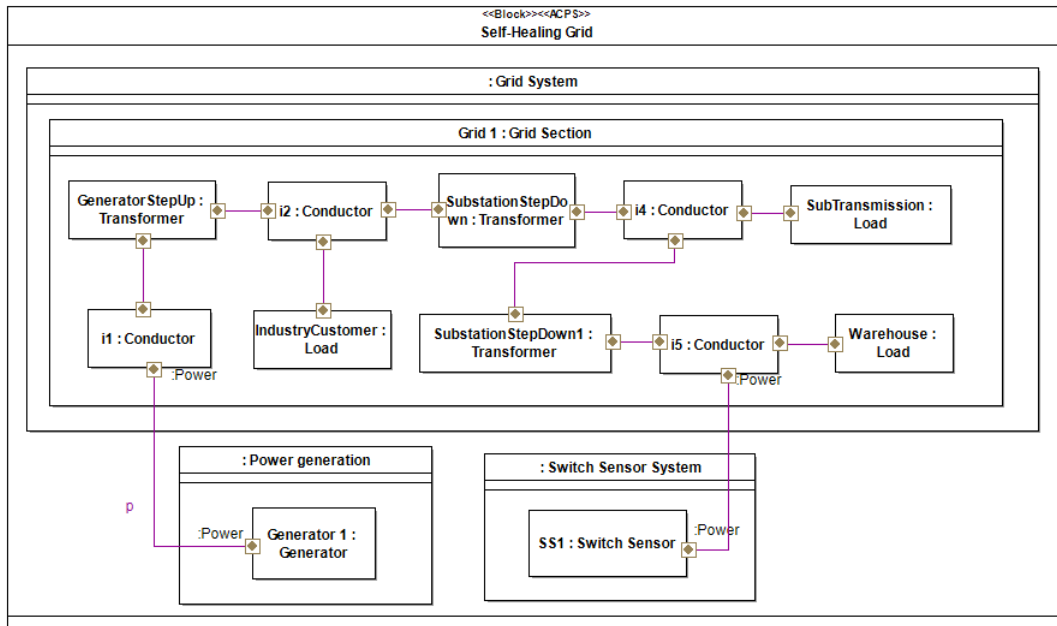 <<Block>><<ACPS>>
Self-Healing Grid
: Grid System
Grid 1 : Grid Section
GeneratorStepUp :
Transformer
i2 : Conductor
SubstationStepDo
wn : Transformer
i4 : Conductor
SubTransmission :
Load
i1 : Conductor
IndustryCustomer :
Load
SubstationStepDown1 :
Transformer
i5 : Conductor
Warehouse :
Load
:Power
:Power
: Power generation
: Switch Sensor System
p
:Power
Generator 1 :
Generator
SS1 : Switch Sensor
:Power